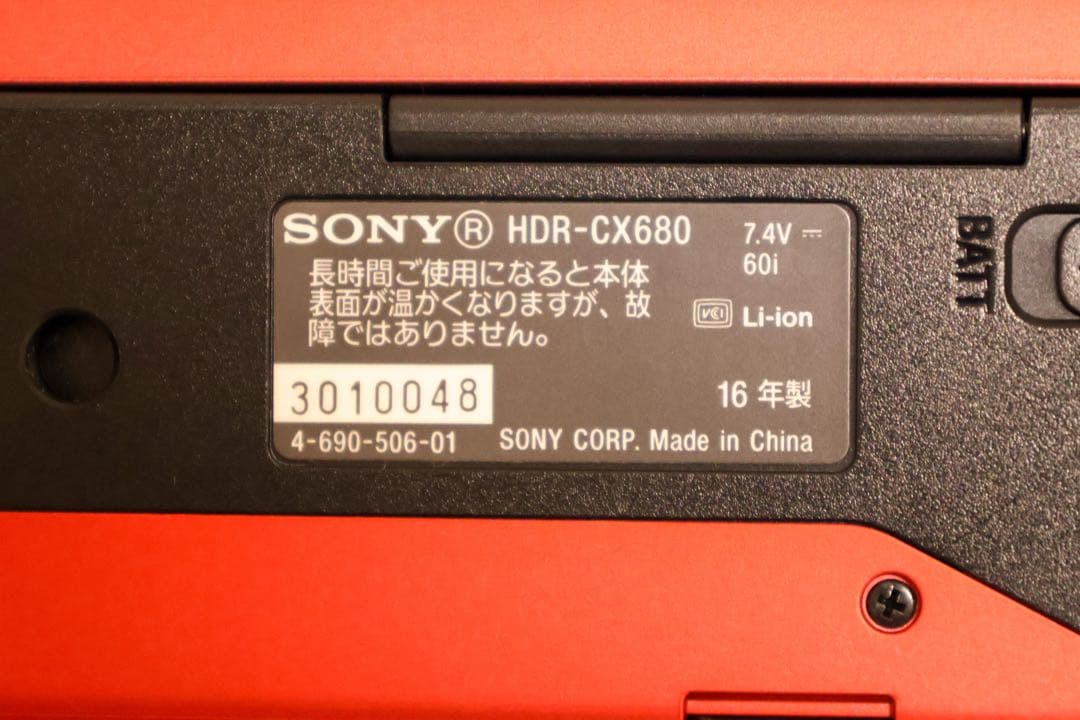 SONY® HDR-CX680
7.4V ⎓
60i
長時間ご使用になると本体
表面が温かくなりますが、故
障ではありません。
VCCI Li-ion
3010048
16 年製
4-690-506-01 SONY CORP. Made in China
BATT